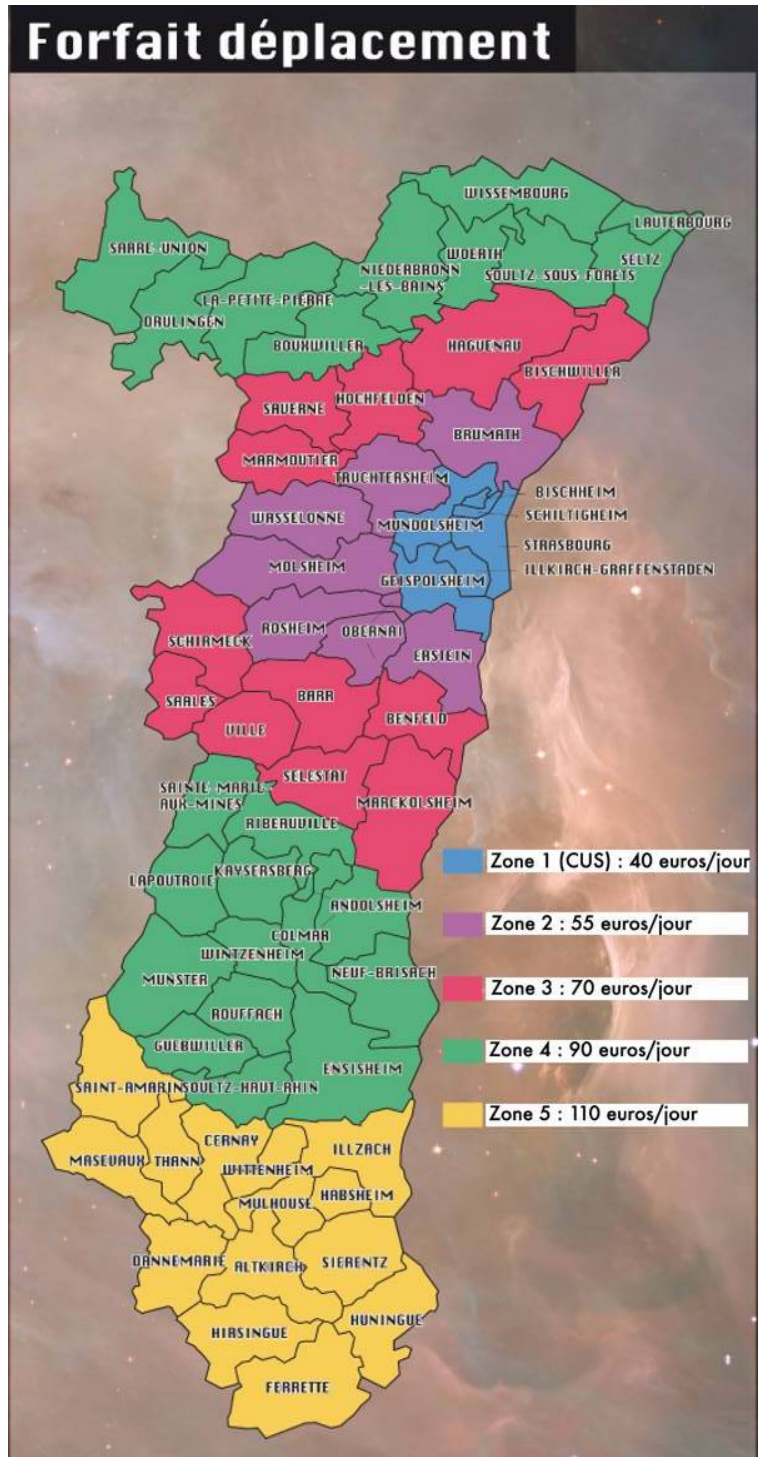 Forfait déplacement
WISSEMBOURG
LAUTERBOURG
SARRE-UNION
WOERTH
SELTZ
NIEDERBRONN
-LES-BAINS
SOULTZ SOUS FORETS
LA-PETITE-PIERRE
DRULINGEN
BOUXWILLER
HAGUENAU
BISCHWILLER
HOCHFELDEN
SAVERNE
BRUMATH
MARMOUTIER
TRUCHTERSHEIM
BISCHHEIM
SCHILTIGHEIM
WASSELONNE
MUNDOLSHEIM
STRASBOURG
MOLSHEIM
ILLKIRCH-GRAFFENSTADEN
GEISPOLSHEIM
ROSHEIM
OBERNAI
SCHIRMECK
ERSTEIN
BARR
SAALES
BENFELD
VILLE
SELESTAT
SAINTE MARIE-
AUX-MINES
MARCKOLSHEIM
RIBEAUVILLE
Zone 1 (CUS) : 40 euros/jour
KAYSERSBERG
LAPOUTROIE
ANDOLSHEIM
Zone 2 : 55 euros/jour
COLMAR
WINTZENHEIM
NEUF-BRISACH
MUNSTER
Zone 3 : 70 euros/jour
ROUFFACH
GUEBWILLER
Zone 4 : 90 euros/jour
ENSISHEIM
SAINT-AMARIN
SOULTZ-HAUT-RHIN
Zone 5 : 110 euros/jour
CERNAY
ILLZACH
MASEVAUX
THANN
WITTENHEIM
HABSHEIM
MULHOUSE
DANNEMARIE
SIERENTZ
ALTKIRCH
HUNINGUE
HIRSINGUE
FERRETTE